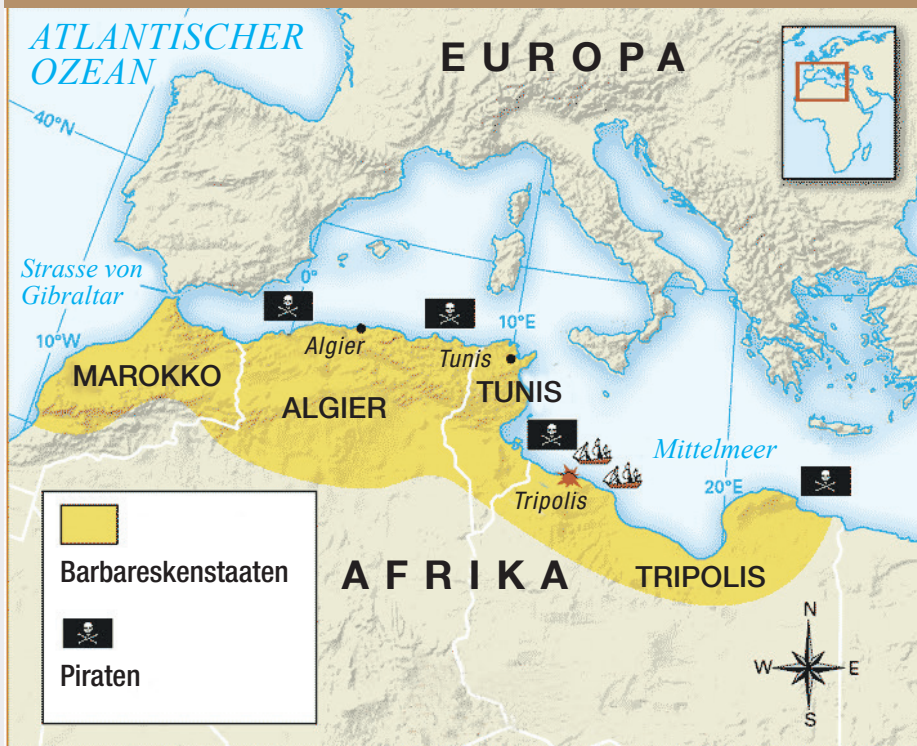 ATLANTISCHER
OZEAN
EUROPA
40°N
Strasse von
Gibraltar
0°
10°E
10°W
Algier
Tunis
MAROKKO
ALGIER
TUNIS
Mittelmeer
20°E
Tripolis
AFRIKA
TRIPOLIS
Barbareskenstaaten
Piraten
N
W
E
S